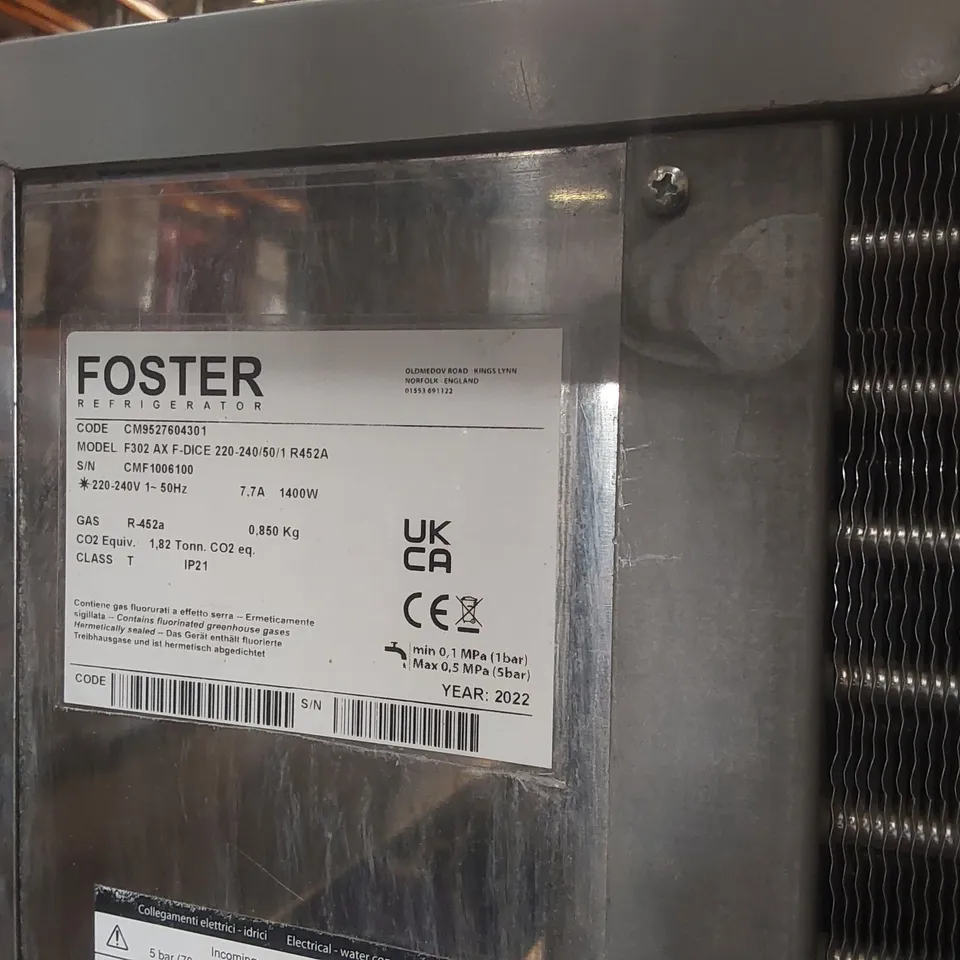 FOSTER
REFRIGERATOR
OLDMEDOV ROAD - KINGS LYNN
NORFOLK - ENGLAND
01553 691122
CODE CM9527604301
MODEL F302 AX F-DICE 220-240/50/1 R452A
S/N CMF1006100
✳220-240V 1~ 50Hz 7.7A 1400W
GAS R-452a 0,850 Kg
CO2 Equiv. 1,82 Tonn. CO2 eq.
CLASS T IP21
UK
CA
CE
Contiene gas fluorurati a effetto serra -- Ermeticamente
sigillata -- Contains fluorinated greenhouse gases
Hermetically sealed -- Das Gerät enthält fluorierte
Treibhausgase und ist hermetisch abgedichtet
min 0,1 MPa (1bar)
Max 0,5 MPa (5bar)
YEAR: 2022
CODE S/N
Collegamenti elettrici - idrici Electrical - water
5 bar Incoming